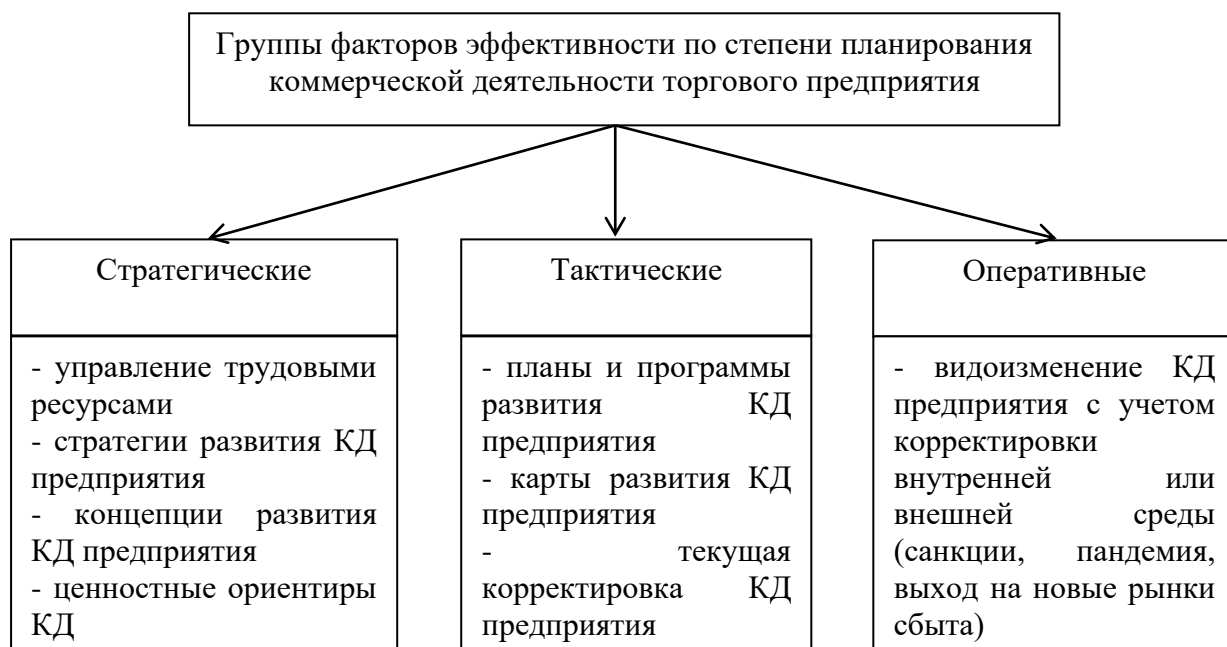 Группы факторов эффективности по степени планирования
коммерческой деятельности торгового предприятия
Стратегические
- управление трудовыми
ресурсами
- стратегии развития КД
предприятия
- концепции развития
КД предприятия
- ценностные ориентиры
КД
Тактические
- планы и программы
развития КД
предприятия
- карты развития КД
предприятия
- текущая
корректировка КД
предприятия
Оперативные
- видоизменение КД
предприятия с учетом
корректировки
внутренней или
внешней среды
(санкции, пандемия,
выход на новые рынки
сбыта)